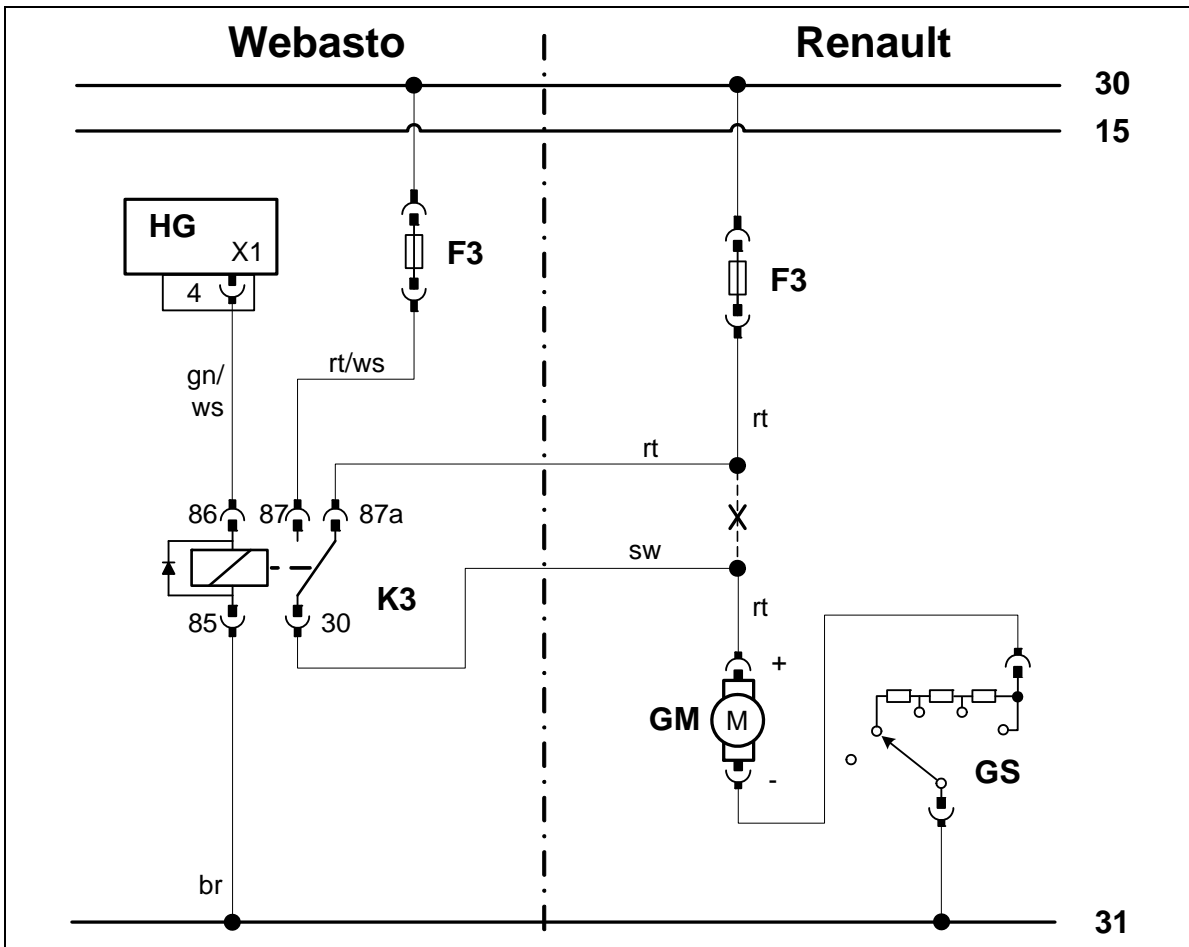 Webasto
Renault
30
15
HG
X1
4
F3
F3
rt/ws
gn/
ws
rt
rt
86
87
87a
sw
K3
85
30
rt
+
GM
M
-
GS
br
31